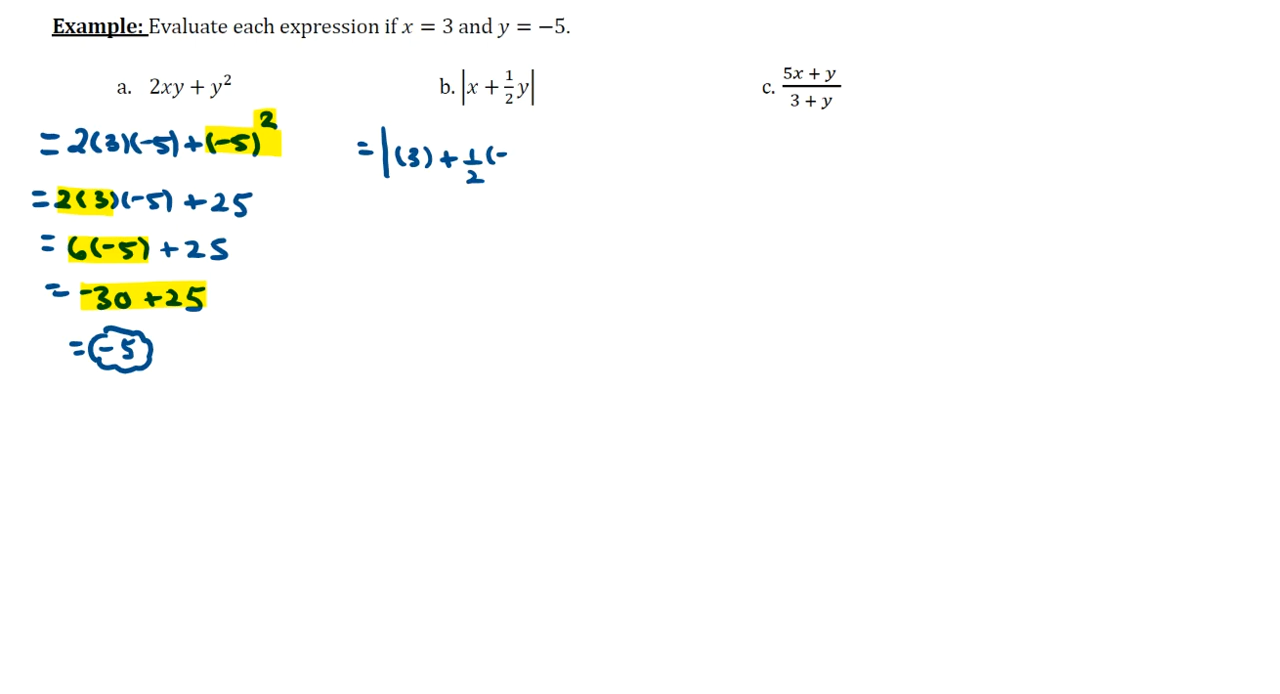 Example: Evaluate each expression if x = 3 and y = −5.
a. 2xy + y²
= 2(3)(-5) + (-5)²
= 2(3)(-5) + 25
= 6(-5) + 25
= -30 + 25
= -5
b. |x + 1/2 y|
= |(3) + 1/2 (-
c. (5x + y)/(3 + y)